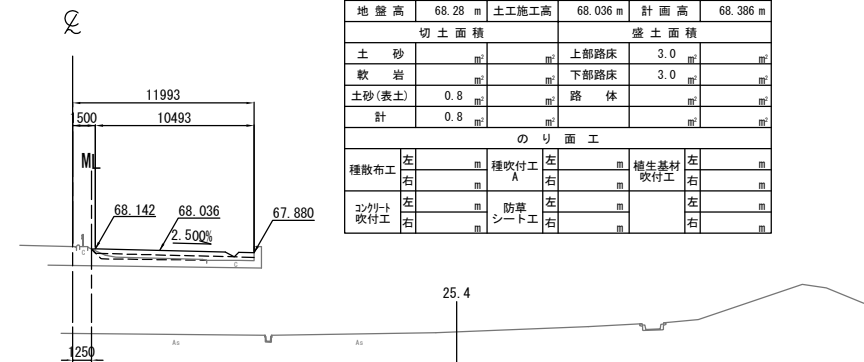 ℄
地盤高 68.28 m 土工施工高 68.036 m 計画高 68.386 m
切土面積 盛土面積
土砂 m² m² 上部路床 3.0 m² m²
軟岩 m² m² 下部路床 3.0 m² m²
土砂(表土) 0.8 m² m² 路体 m² m²
計 0.8 m² m² m² m²
のり面工
種散布工 左 m 種吹付工A 左 m 植生基材吹付工 左 m
右 m 右 m 右 m
コンクリート吹付工 左 m 防草シート工 左 m 左 m
右 m 右 m 右 m
11993
1500 10493
ML
68.142 68.036 67.880
2.500%
C C
25.4
As As
1250